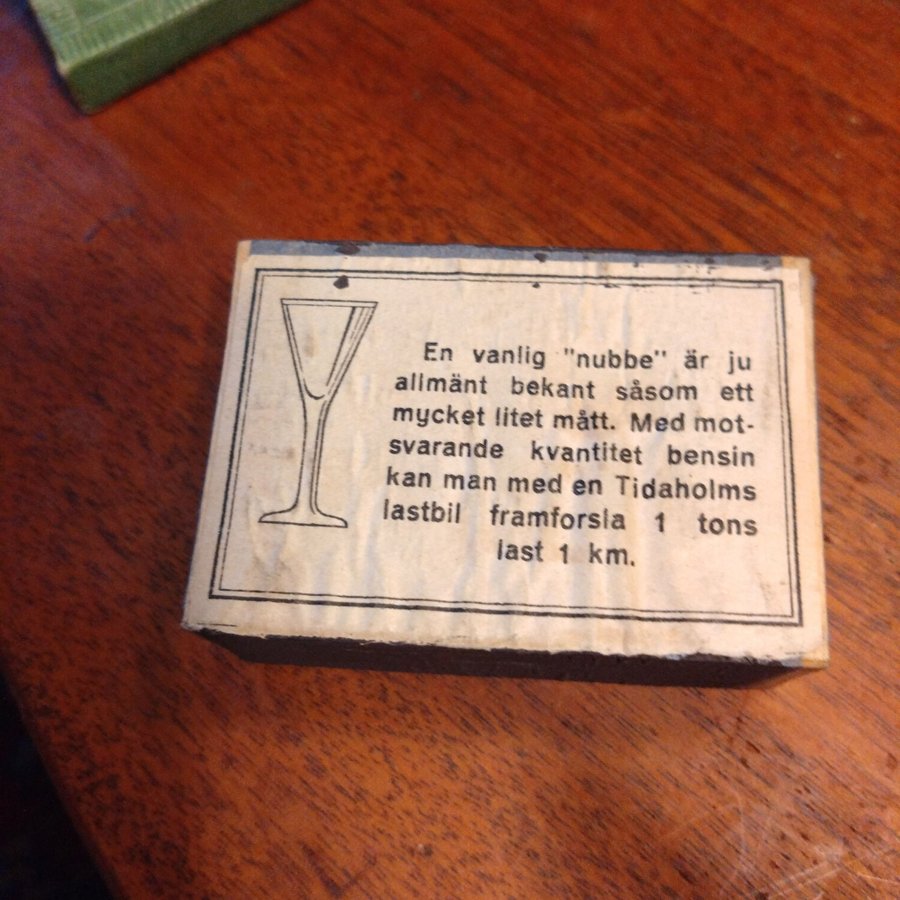 En vanlig "nubbe" är ju
allmänt bekant såsom ett
mycket litet mått. Med mot-
svarande kvantitet bensin
kan man med en Tidaholms
lastbil framforsla 1 tons
last 1 km.